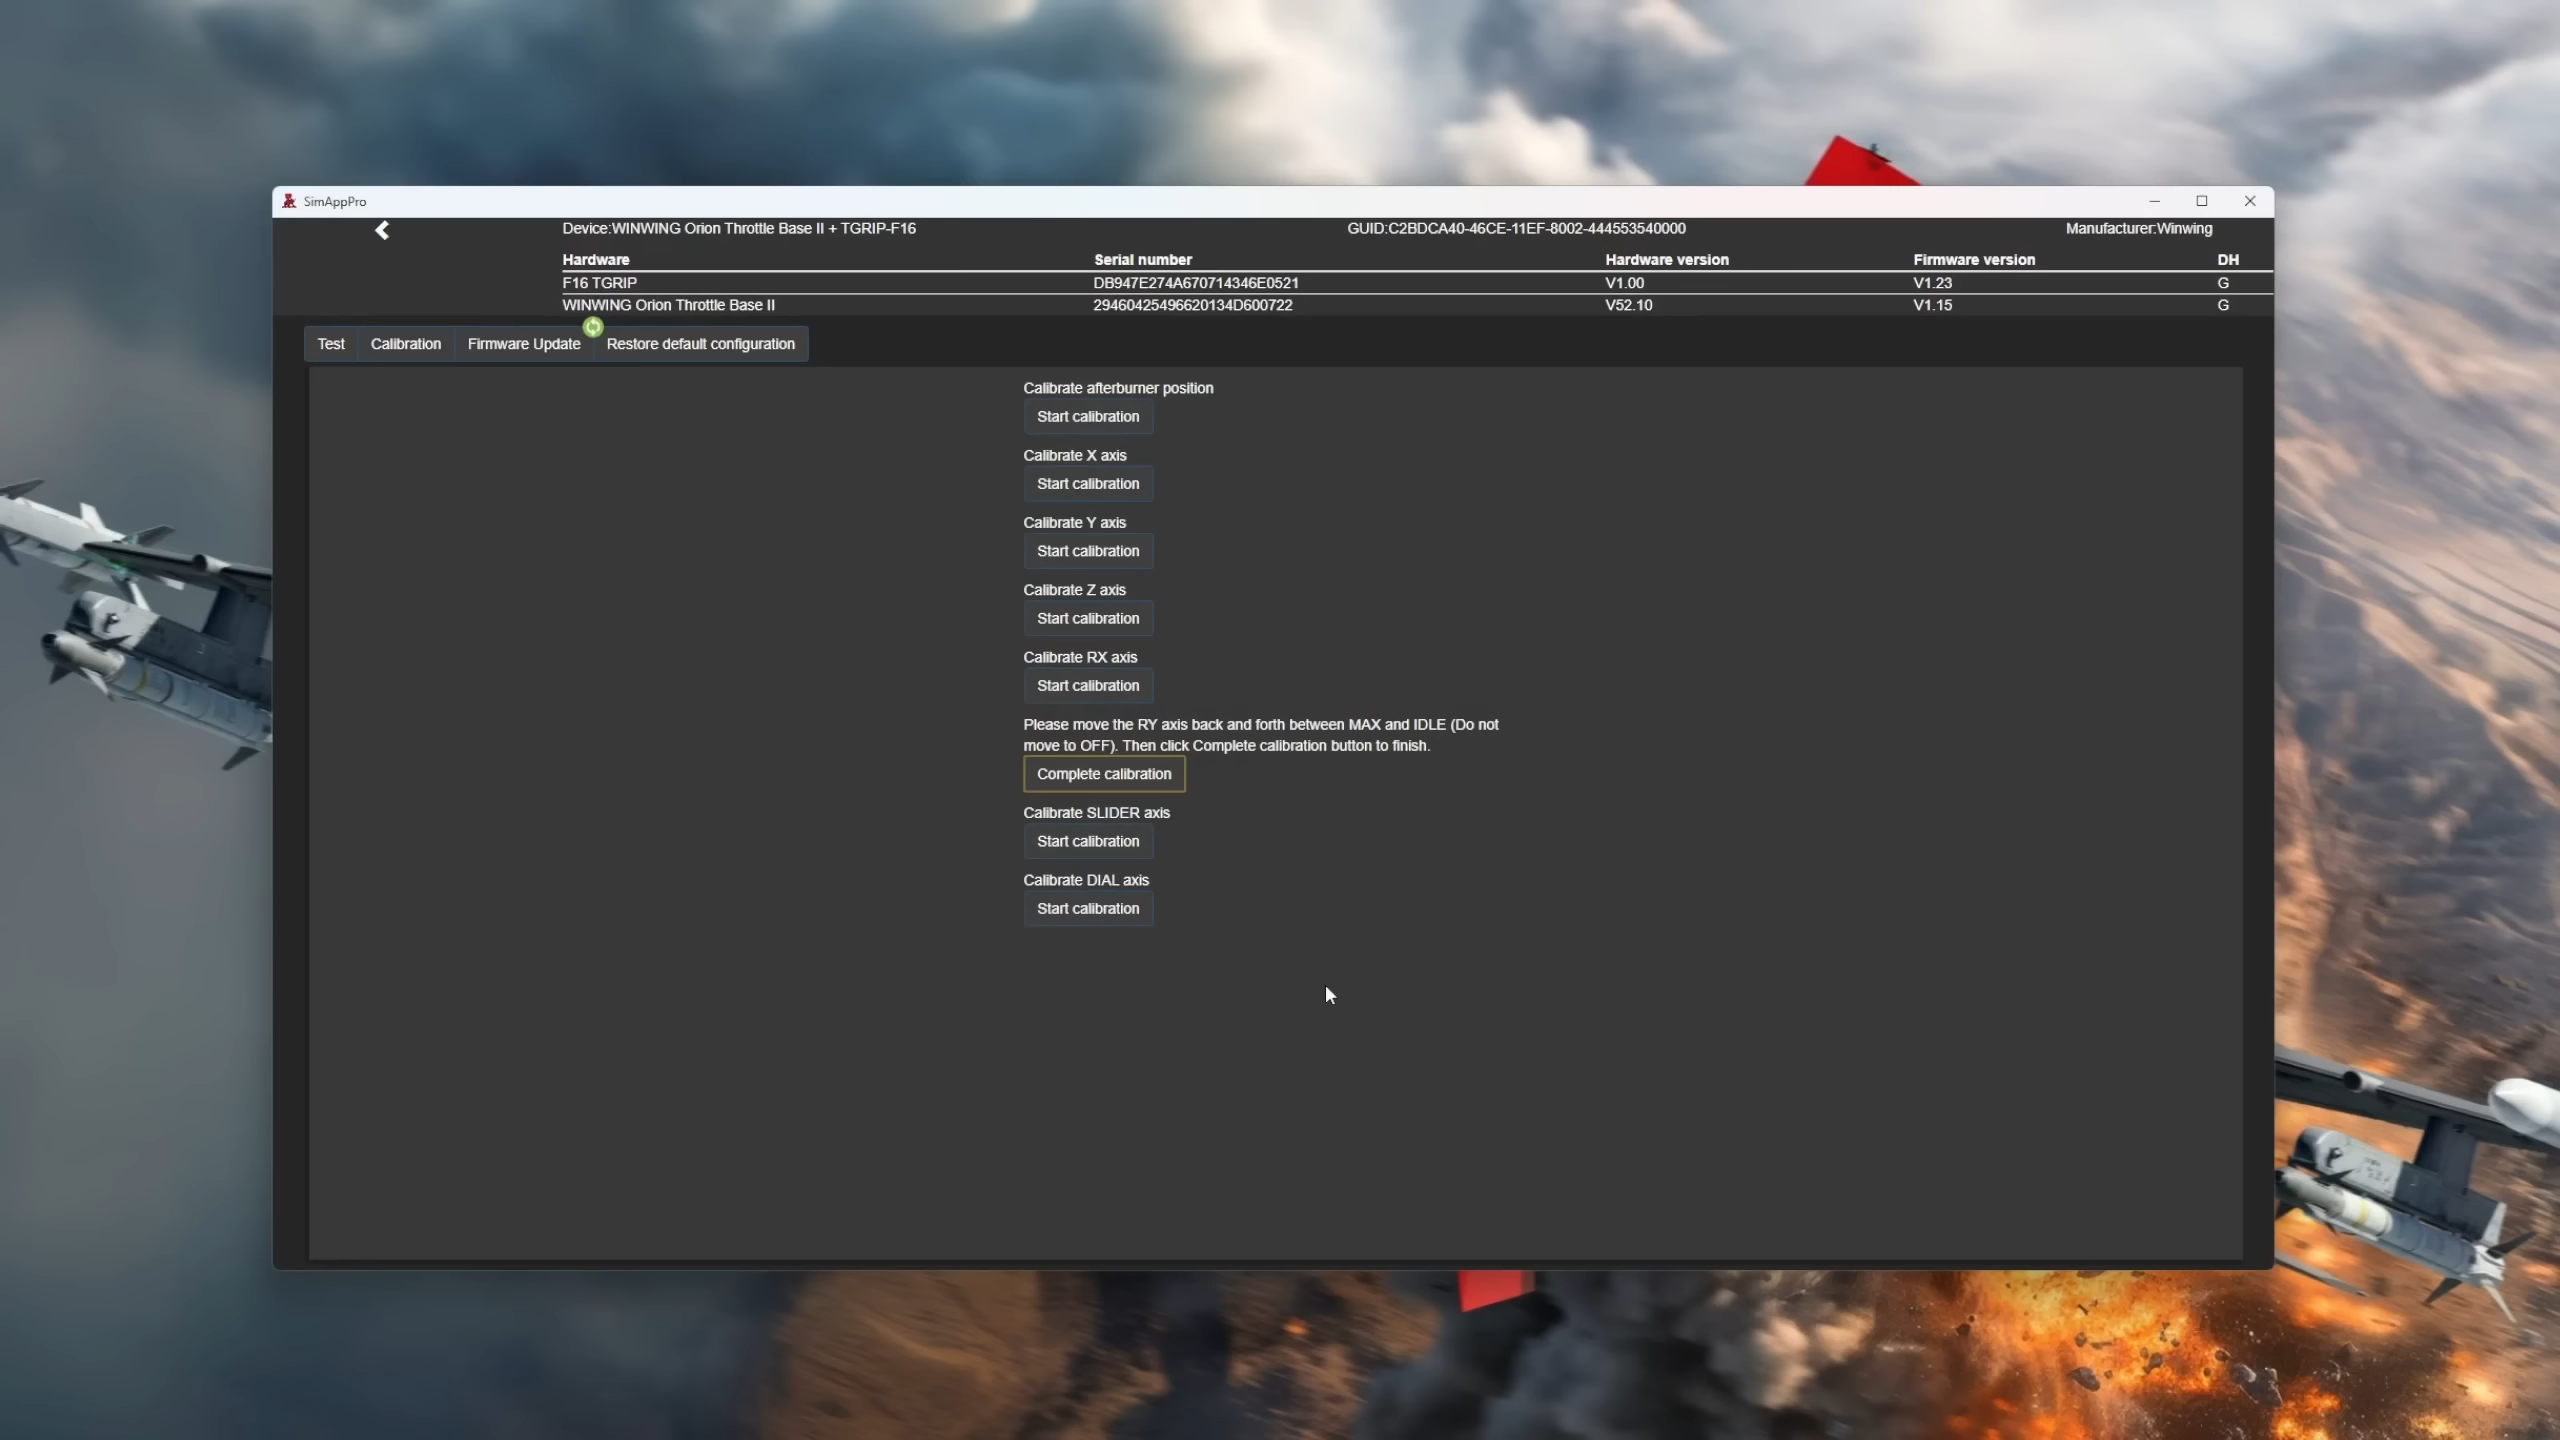 SimAppPro
Device:WINWING Orion Throttle Base II + TGRIP-F16 GUID:C2BDCA40-46CE-11EF-8002-444553540000 Manufacturer:Winwing
Hardware Serial number Hardware version Firmware version DH
F16 TGRIP DB947E274A670714346E0521 V1.00 V1.23 G
WINWING Orion Throttle Base II 29460425496620134D600722 V52.10 V1.15 G
Test Calibration Firmware Update Restore default configuration
Calibrate afterburner position
Start calibration
Calibrate X axis
Start calibration
Calibrate Y axis
Start calibration
Calibrate Z axis
Start calibration
Calibrate RX axis
Start calibration
Please move the RY axis back and forth between MAX and IDLE (Do not
move to OFF). Then click Complete calibration button to finish.
Complete calibration
Calibrate SLIDER axis
Start calibration
Calibrate DIAL axis
Start calibration